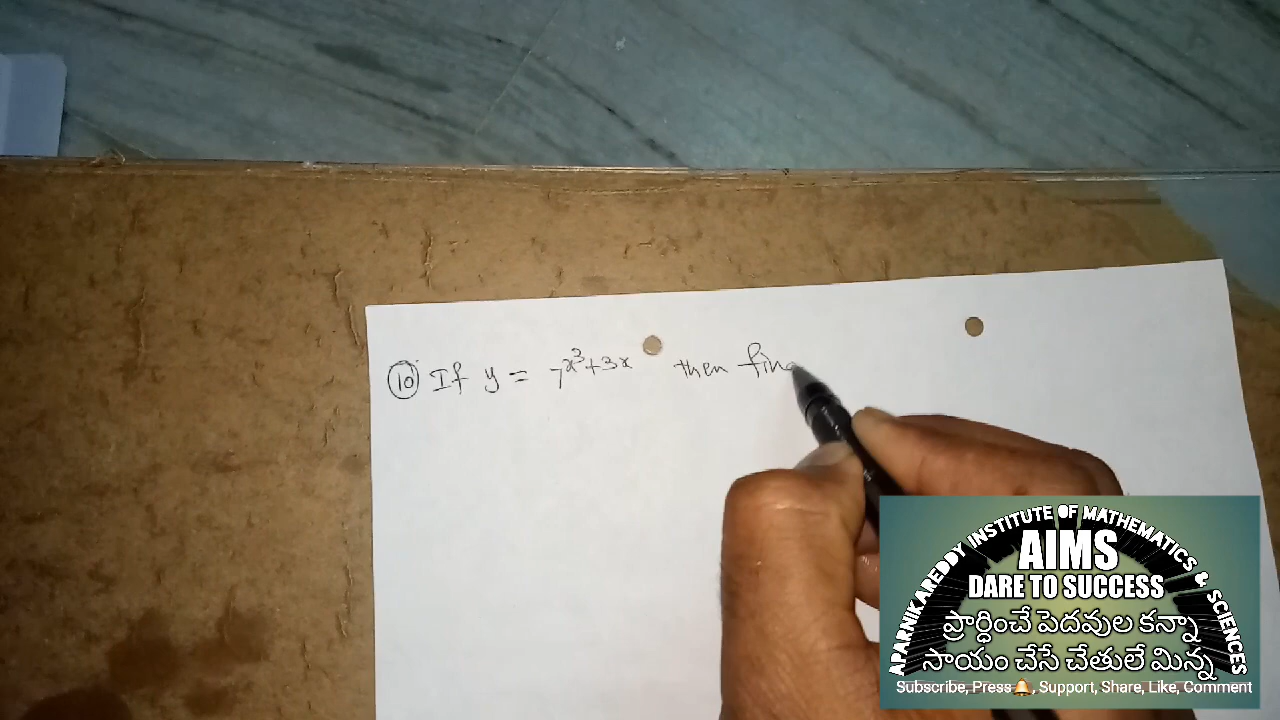 10 If y = 7^x³+3x then find
APARNIKAREDDY INSTITUTE OF MATHEMATICS & SCIENCES
AIMS
DARE TO SUCCESS
ప్రార్ధించే పెదవుల కన్నా
సాయం చేసే చేతులే మిన్న
Subscribe, Press🔔, Support, Share, Like, Comment